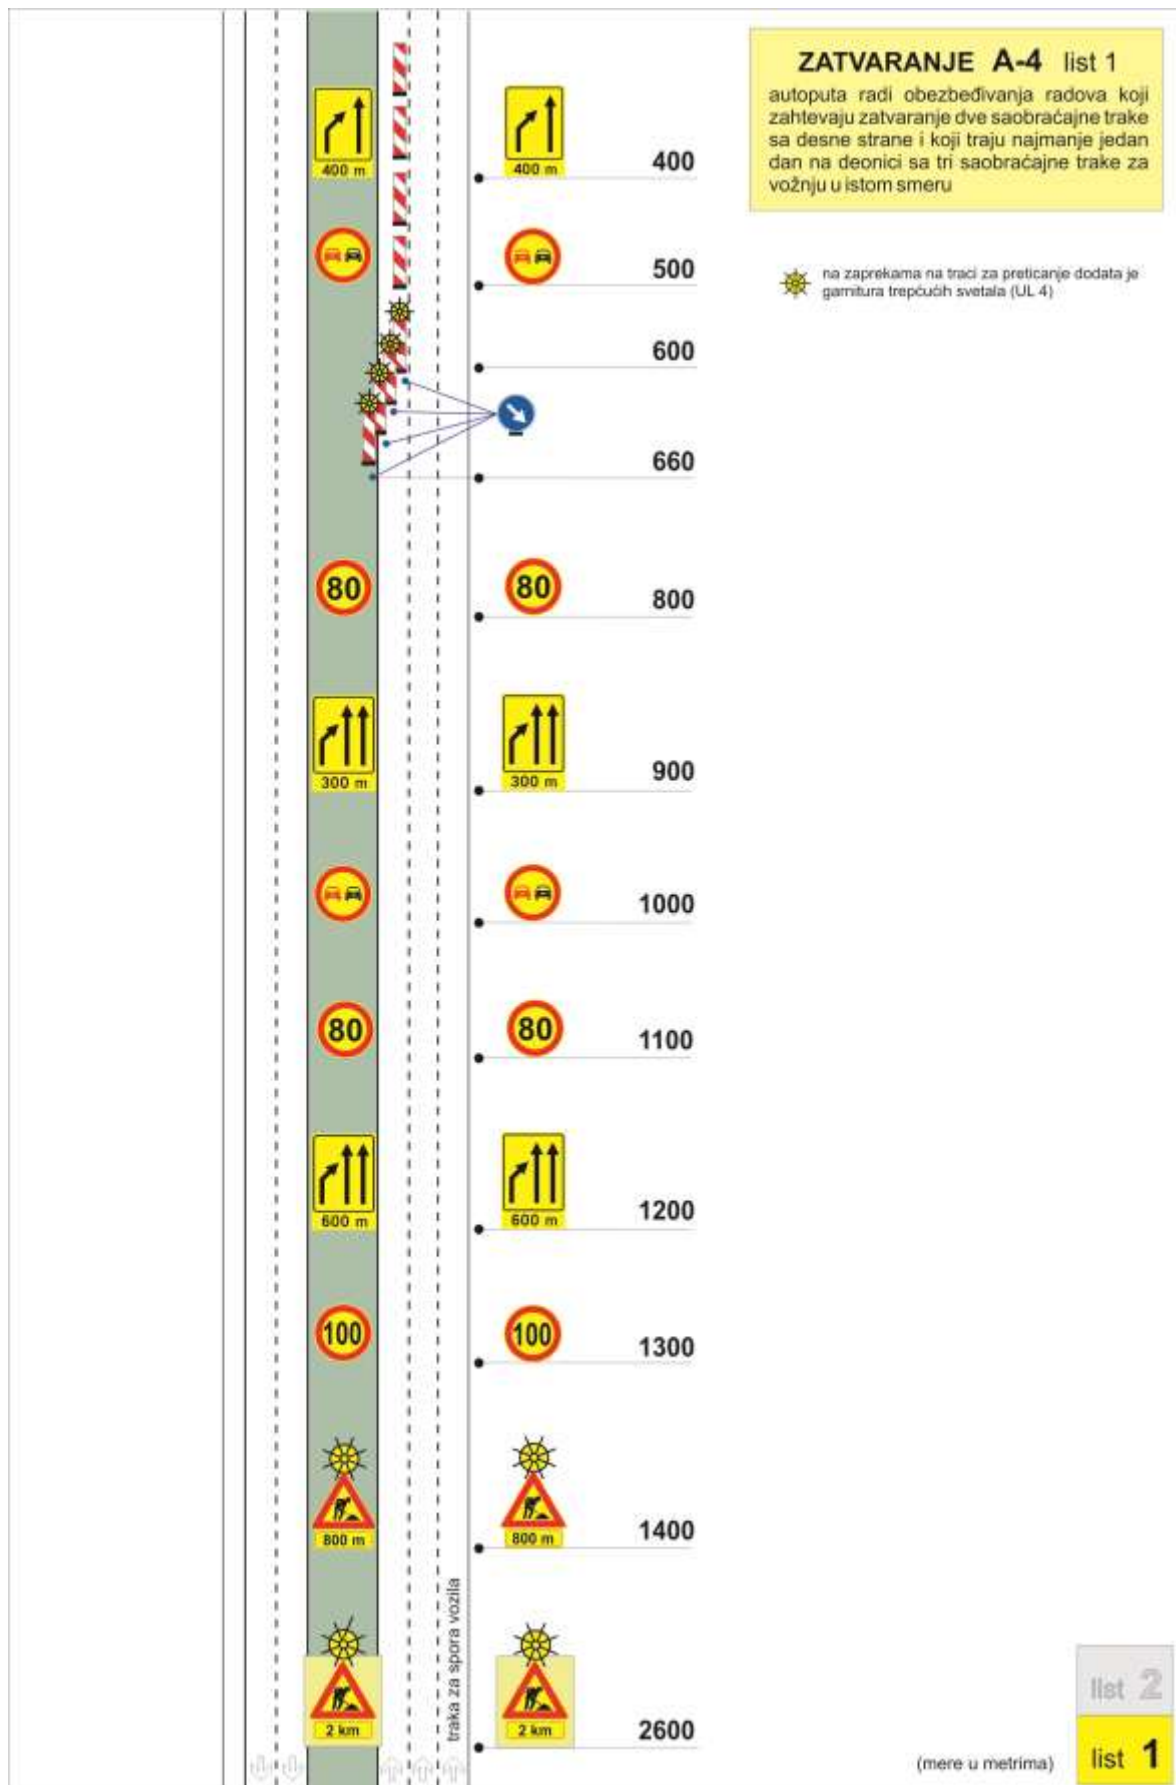 ZATVARANJE A-4 list 1
autoputa radi obezbeđivanja radova koji
zahtevaju zatvaranje dve saobraćajne trake
sa desne strane i koji traju najmanje jedan
dan na deonici sa tri saobraćajne trake za
vožnju u istom smeru
na zaprekama na traci za preticanje dodata je
garnitura trepćućih svetala (UL 4)
400 m 400 m 400
500
600
660
80 80 800
300 m 300 m 900
1000
80 80 1100
600 m 600 m 1200
100 100 1300
800 m 800 m 1400
traka za spora vozila
2 km 2 km 2600
list 2
(mere u metrima) list 1